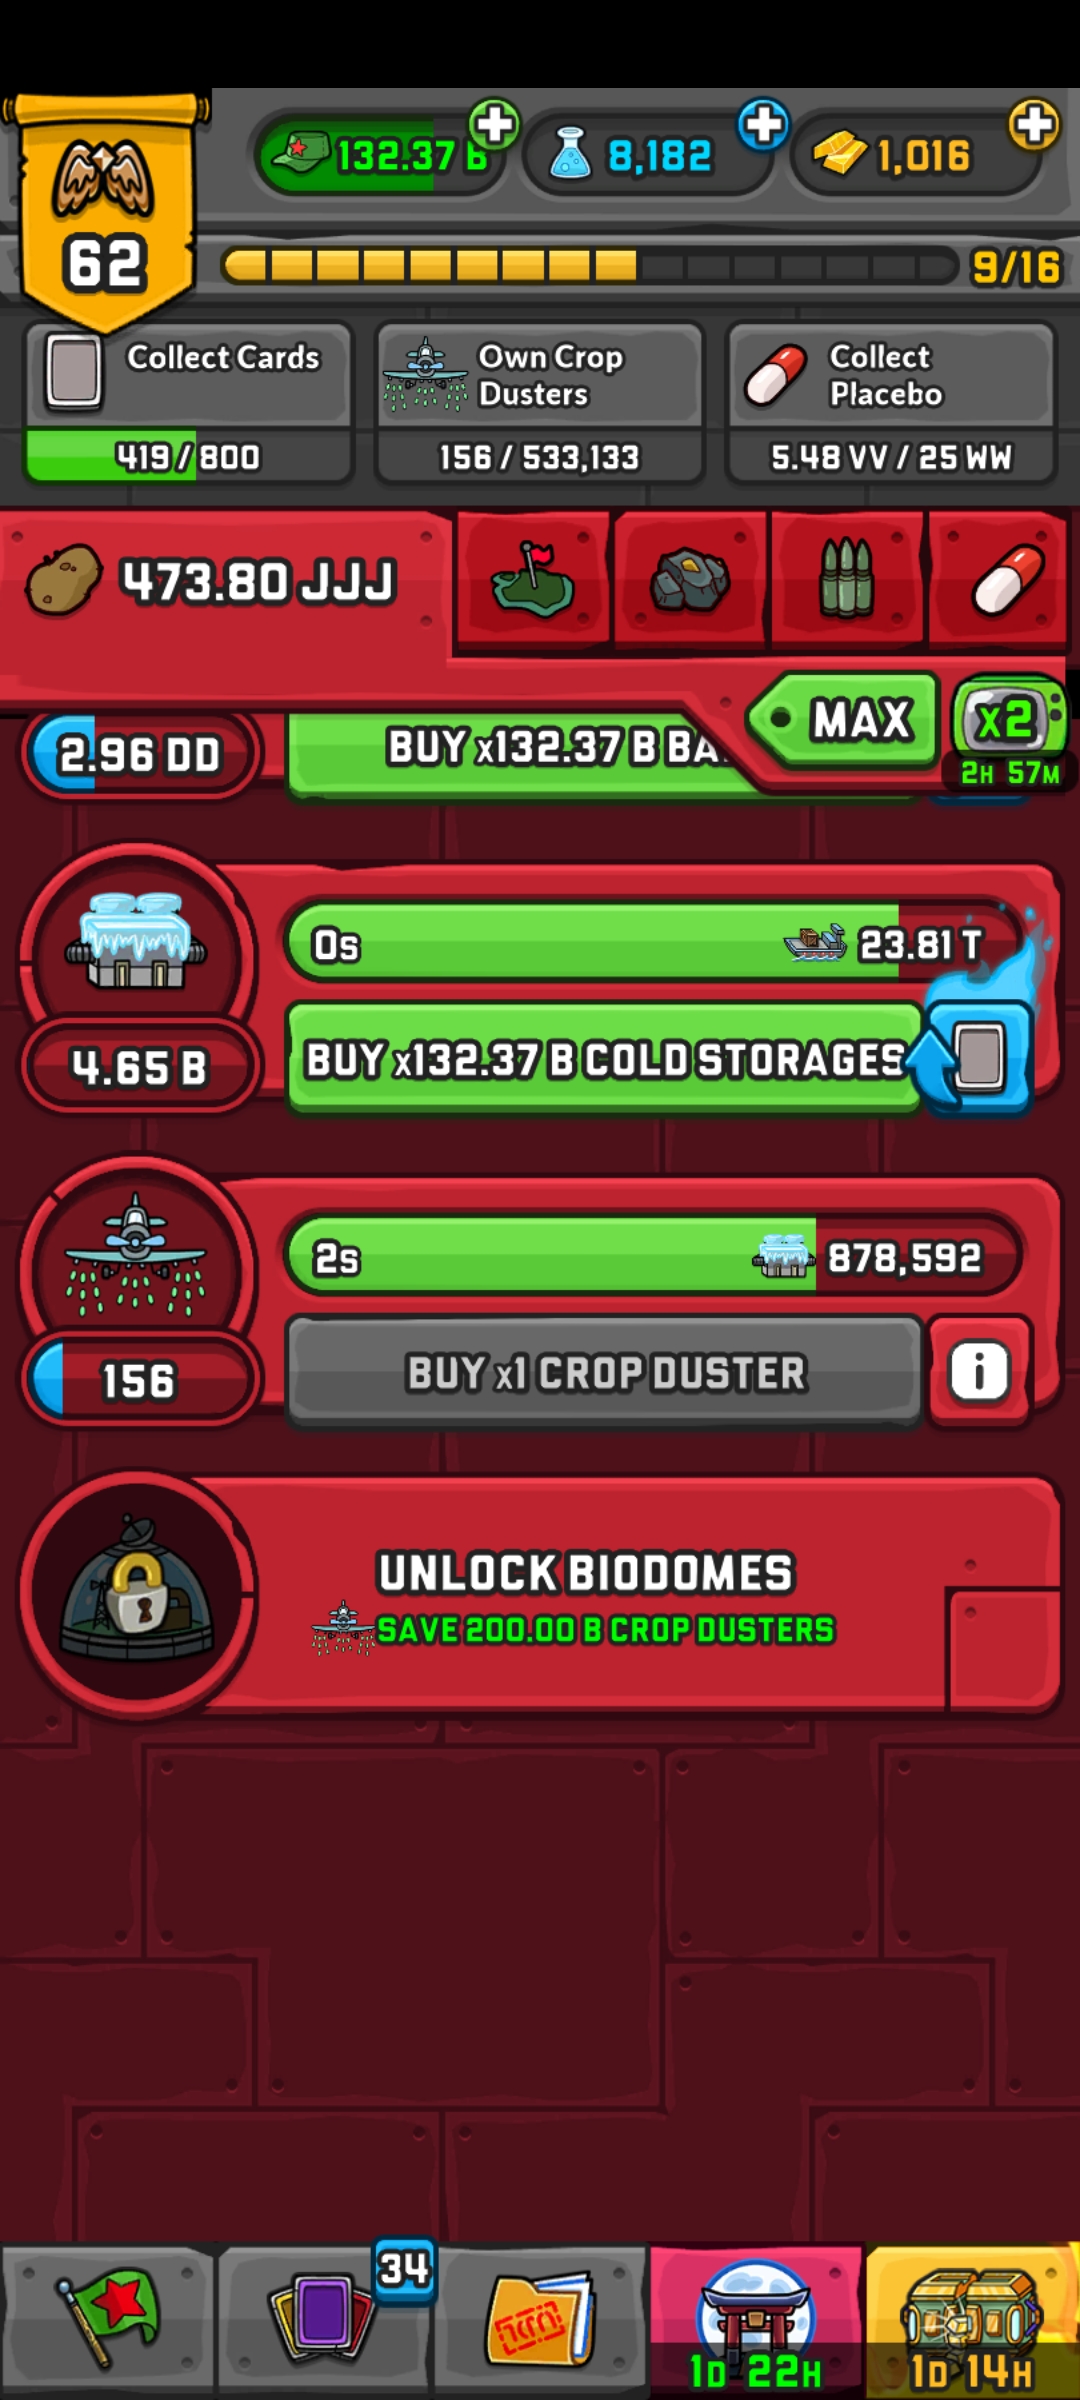 132.37 B
8,182
1,016
62
9/16
Collect Cards
419 / 800
Own Crop
Dusters
156 / 533,133
Collect
Placebo
5.48 VV / 25 WW
473.80 JJJ
MAX
x2
2H 57M
2.96 DD
BUY x132.37 B BA
0s
23.81 T
4.65 B
BUY x132.37 B COLD STORAGES
2s
878,592
156
BUY x1 CROP DUSTER
i
UNLOCK BIODOMES
SAVE 200.00 B CROP DUSTERS
34
1D 22H
1D 14H